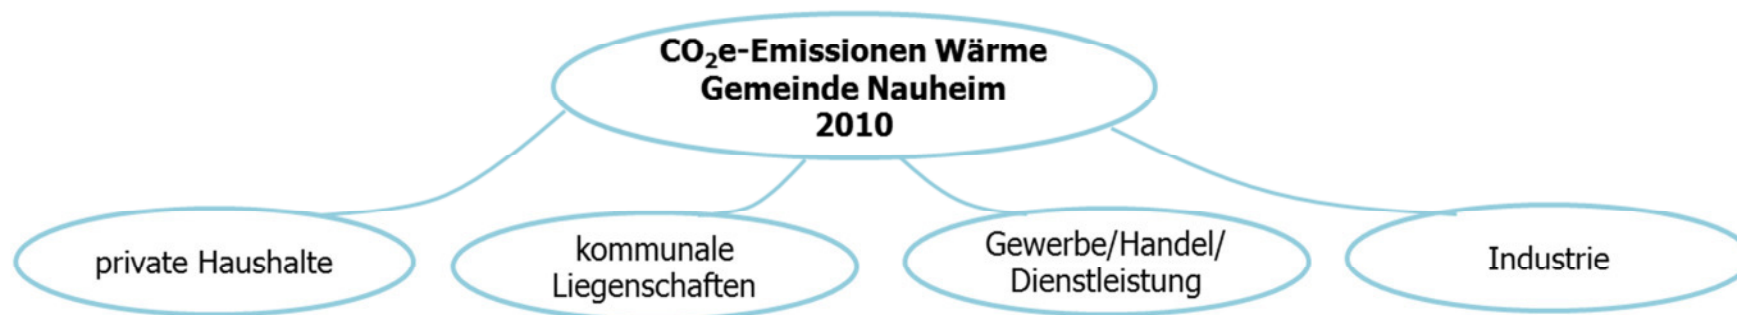 CO₂e-Emissionen Wärme
Gemeinde Nauheim
2010
private Haushalte
kommunale
Liegenschaften
Gewerbe/Handel/
Dienstleistung
Industrie